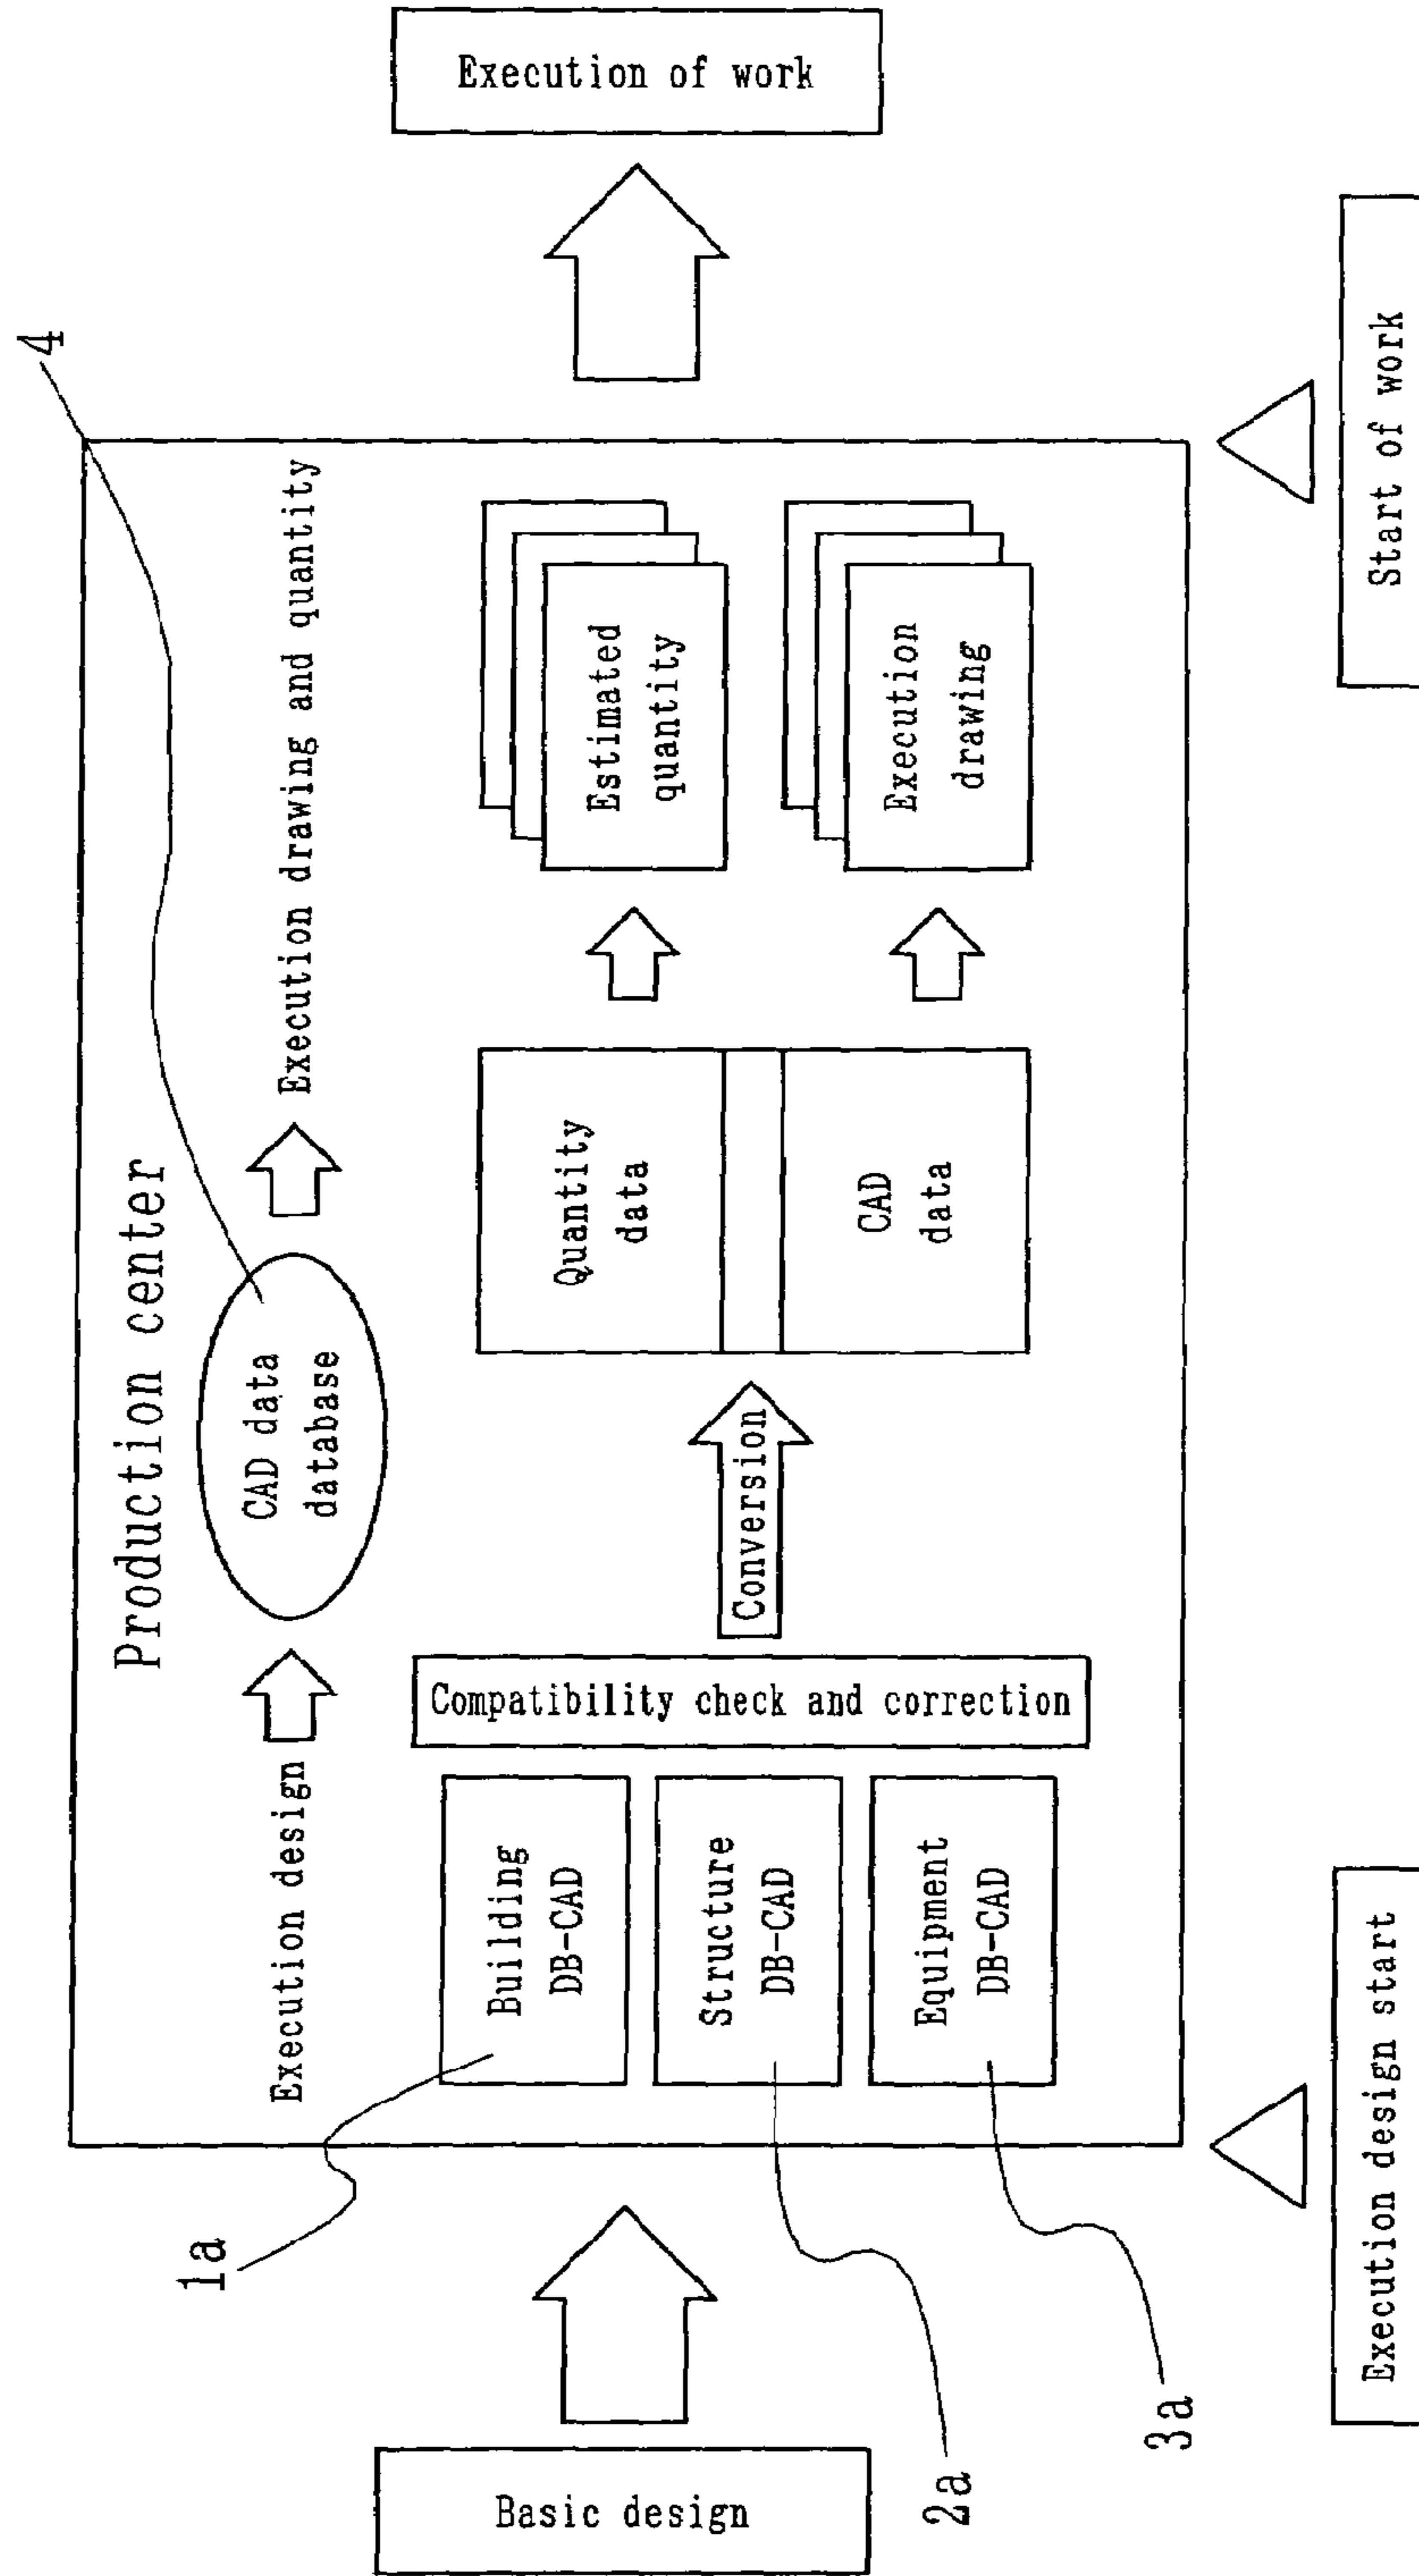 Production center
4
Execution design
CAD data
database
Execution drawing and quantity
1a
Basic design
Building
DB-CAD
Structure
DB-CAD
Equipment
DB-CAD
Compatibility check and correction
Conversion
Quantity
data
CAD
data
Estimated
quantity
Execution
drawing
Execution of work
2a
3a
Execution design start
Start of work